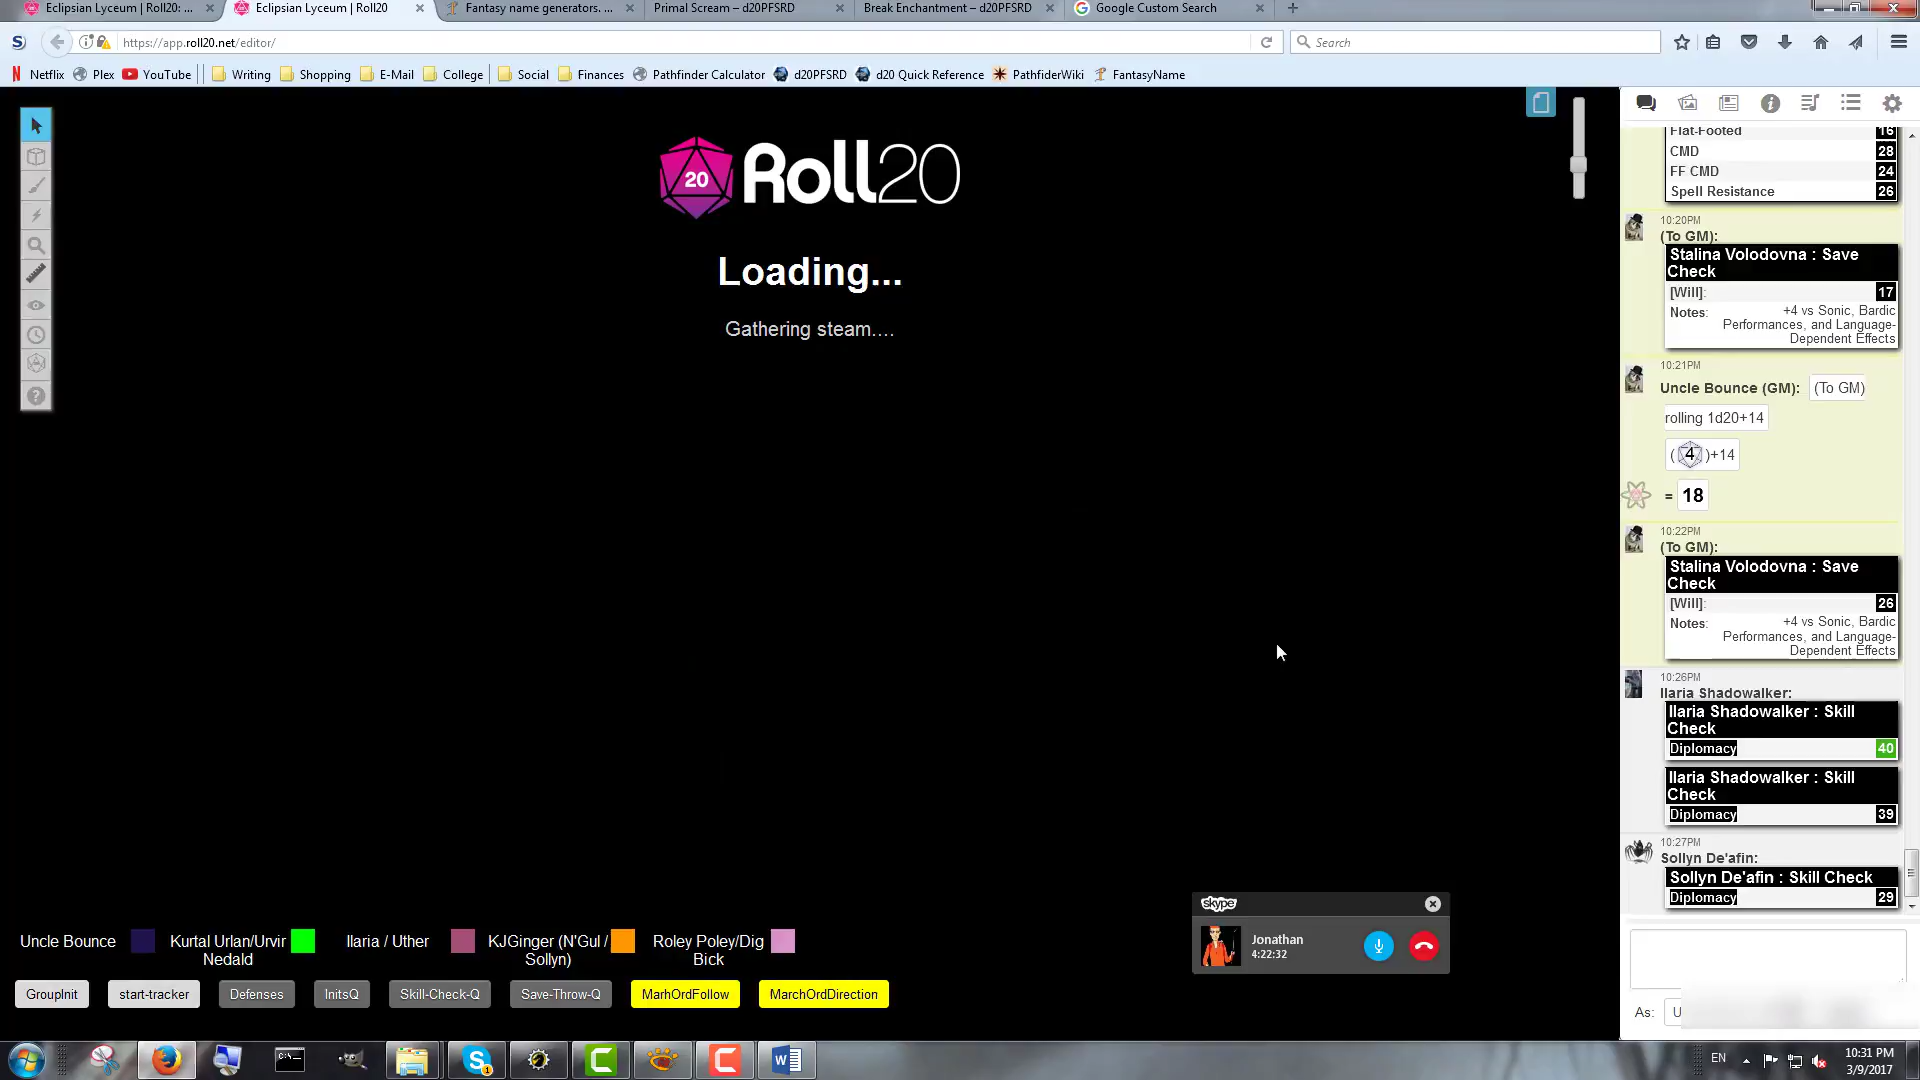 Eclipsian Lyceum | Roll20: ...
Eclipsian Lyceum | Roll20
Fantasy name generators. ...
Primal Scream – d20PFSRD
Break Enchantment – d20PFSRD
Google Custom Search
https://app.roll20.net/editor/
Search
Netflix
Plex
YouTube
Writing
Shopping
E-Mail
College
Social
Finances
Pathfinder Calculator
d20PFSRD
d20 Quick Reference
PathfiderWiki
FantasyName
20 Roll20
Loading...
Gathering steam....
Flat-Footed 16
CMD 28
FF CMD 24
Spell Resistance 26
10:20PM
(To GM):
Stalina Volodovna : Save
Check
[Will]: 17
Notes: +4 vs Sonic, Bardic
Performances, and Language-
Dependent Effects
10:21PM
Uncle Bounce (GM): (To GM)
rolling 1d20+14
(4)+14
= 18
10:22PM
(To GM):
Stalina Volodovna : Save
Check
[Will]: 26
Notes: +4 vs Sonic, Bardic
Performances, and Language-
Dependent Effects
10:26PM
Ilaria Shadowalker:
Ilaria Shadowalker : Skill
Check
Diplomacy 40
Ilaria Shadowalker : Skill
Check
Diplomacy 39
10:27PM
Sollyn De'afin:
Sollyn De'afin : Skill Check
Diplomacy 29
As: U
skype
Jonathan
4:22:32
Uncle Bounce
Kurtal Urlan/Urvir
Nedald
Ilaria / Uther
KJGinger (N'Gul /
Sollyn)
Roley Poley/Dig
Bick
GroupInit
start-tracker
Defenses
InitsQ
Skill-Check-Q
Save-Throw-Q
MarhOrdFollow
MarchOrdDirection
EN
10:31 PM
3/9/2017